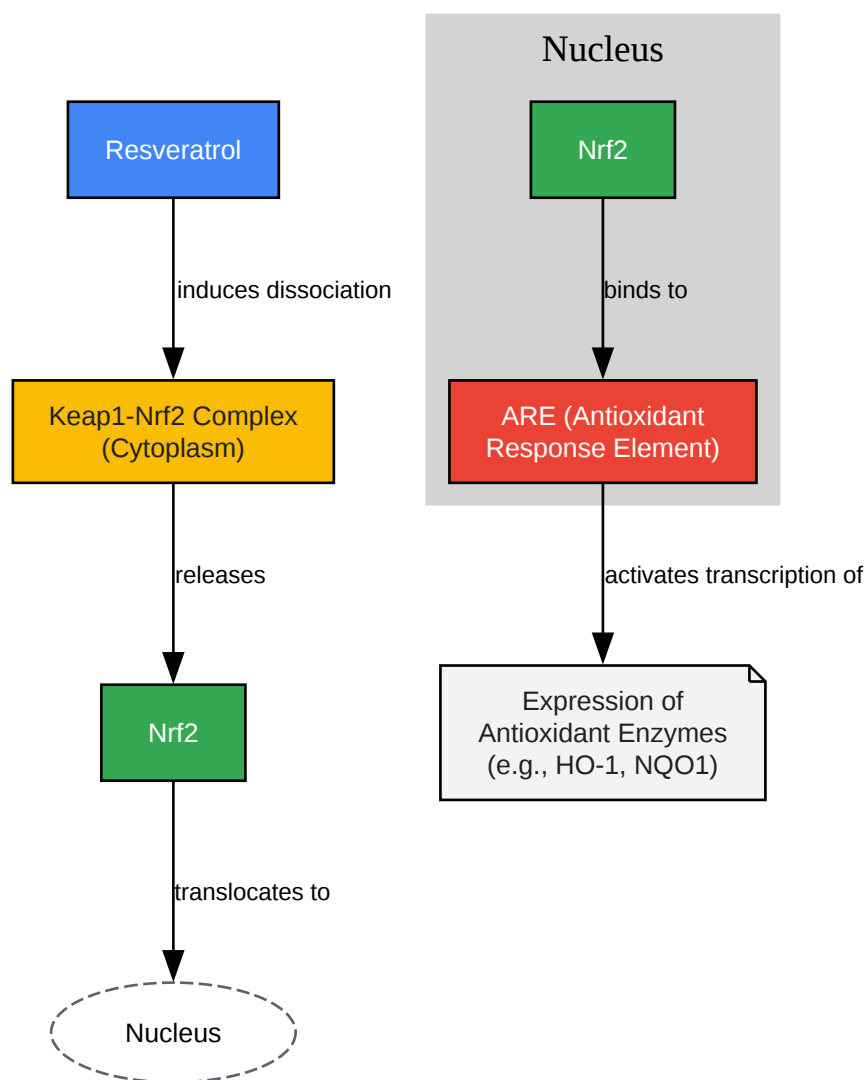 Resveratrol
induces dissociation
Keap1-Nrf2 Complex
(Cytoplasm)
releases
Nrf2
translocates to
Nucleus
Nucleus
Nrf2
binds to
ARE (Antioxidant
Response Element)
activates transcription of
Expression of
Antioxidant Enzymes
(e.g., HO-1, NQO1)